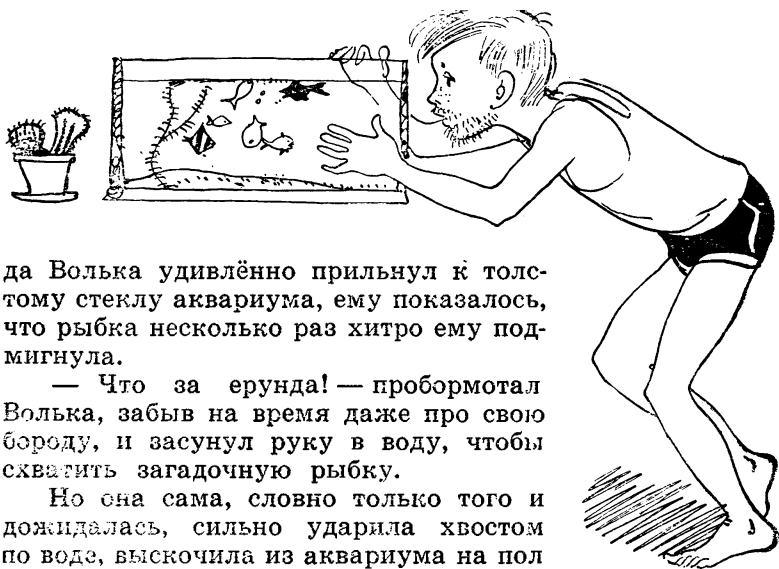 да Волька удивлённо прильнул к толс-
тому стеклу аквариума, ему показалось,
что рыбка несколько раз хитро ему под-
мигнула.
— Что за ерунда! — пробормотал
Волька, забыв на время даже про свою
бороду, и засунул руку в воду, чтобы
схватить загадочную рыбку.
Но она сама, словно только того и
дожидалась, сильно ударила хвостом
по воде, выскочила из аквариума на пол